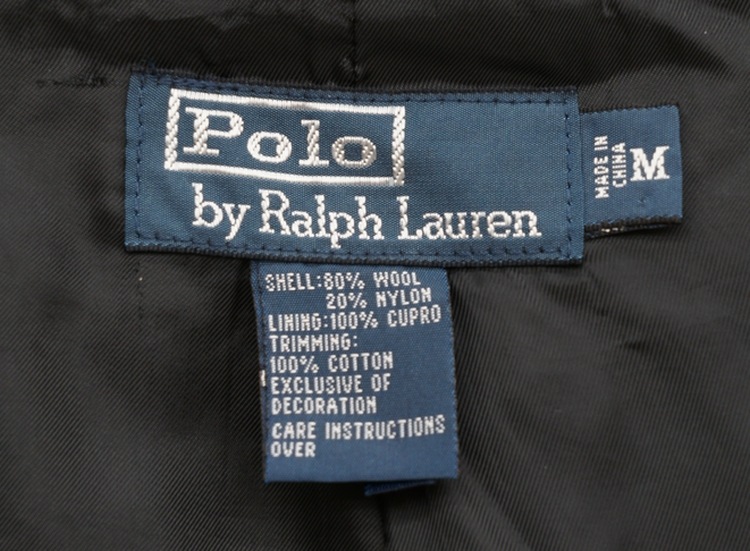 Polo
by Ralph Lauren
MADE IN
CHINA
M
SHELL:80% WOOL
20% NYLON
LINING:100% CUPRO
TRIMMING:
100% COTTON
EXCLUSIVE OF
DECORATION
CARE INSTRUCTIONS
OVER